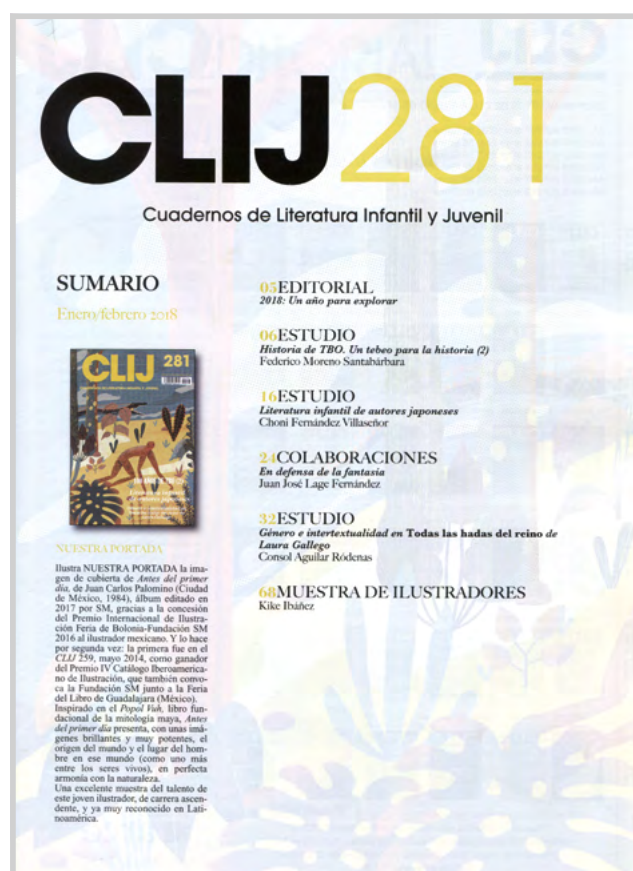 CLIJ281
Cuadernos de Literatura Infantil y Juvenil
SUMARIO
Enero/febrero 2018
CLIJ 281
NUESTRA PORTADA
Ilustra NUESTRA PORTADA la ima-
gen de cubierta de Antes del primer
día, de Juan Carlos Palomino (Ciudad
de México, 1984), álbum editado en
2017 por SM, gracias a la concesión
del Premio Internacional de Ilustra-
ción Feria de Bolonia-Fundación SM
2016 al ilustrador mexicano. Y lo hace
por segunda vez: la primera fue en el
CLIJ 259, mayo 2014, como ganador
del Premio IV Catálogo Iberoamerica-
no de Ilustración, que también convo-
ca la Fundación SM junto a la Feria
del Libro de Guadalajara (México).
Inspirado en el Popol Vuh, libro fun-
dacional de la mitología maya, Antes
del primer día presenta, con unas imá-
genes brillantes y muy potentes, el
origen del mundo y el lugar del hom-
bre en ese mundo (como uno más
entre los seres vivos), en perfecta
armonía con la naturaleza.
Una excelente muestra del talento de
este joven ilustrador, de carrera ascen-
dente, y ya muy reconocido en Lati-
noamérica.
05EDITORIAL
2018: Un año para explorar
06ESTUDIO
Historia de TBO. Un tebeo para la historia (2)
Federico Moreno Santabárbara
16ESTUDIO
Literatura infantil de autores japoneses
Choni Fernández Villaseñor
24COLABORACIONES
En defensa de la fantasía
Juan José Lage Fernández
32ESTUDIO
Género e intertextualidad en Todas las hadas del reino de
Laura Gallego
Consol Aguilar Ródenas
68MUESTRA DE ILUSTRADORES
Kike Ibáñez